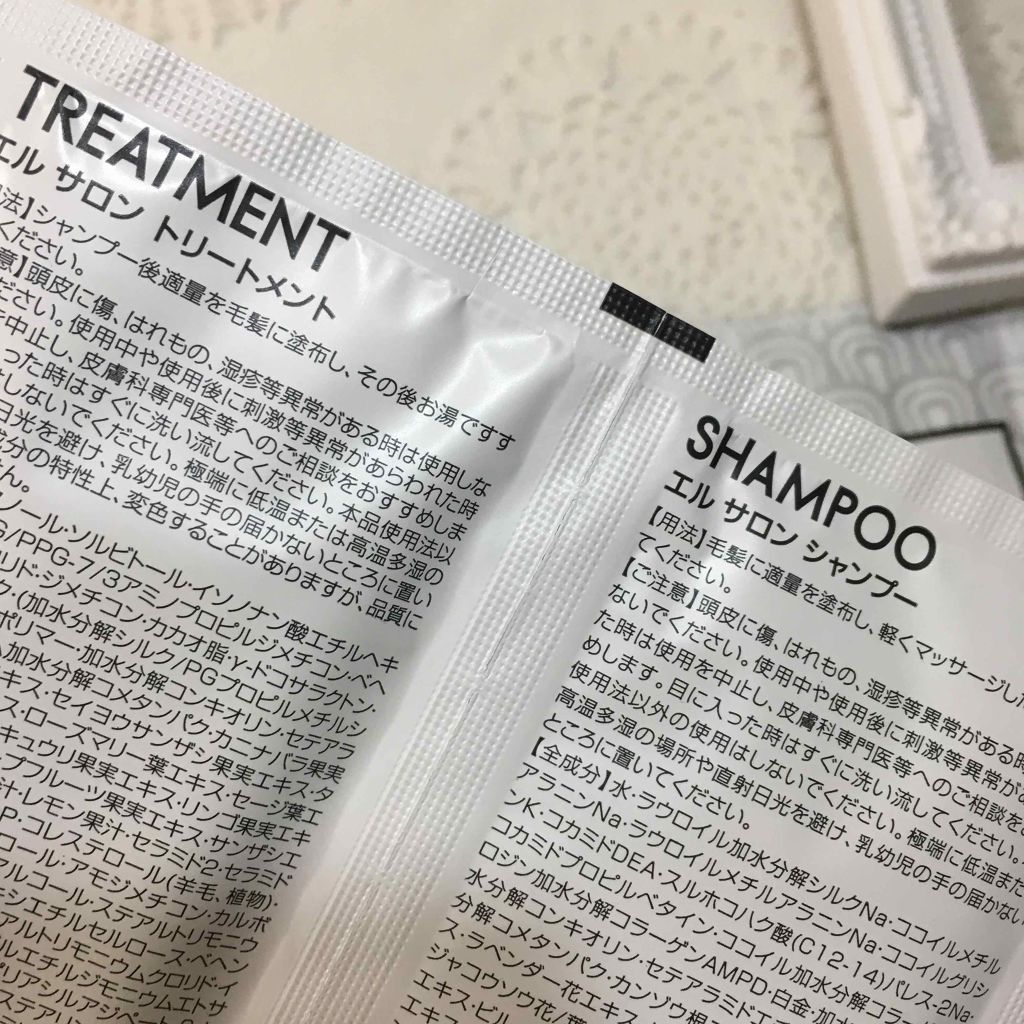 TREATMENT
エル サロン トリートメント
法】シャンプー後適量を毛髪に塗布し、その後お湯ですす
ください。
意】頭皮に傷、はれもの、湿疹等異常がある時は使用しな
ださい。使用中や使用後に刺激等異常があらわれた時
中止し、皮膚科専門医等へのご相談をおすすめしま
った時はすぐに洗い流してください。本品使用法以
しないでください。極端に低温または高温多湿の
日光を避け、乳幼児の手の届かないところに置い
成分の特性上、変色することがありますが、品質に
ん。
ノール・ソルビトール・イソノナン酸エチルヘキ
G/PPG-7/3アミノプロピルジメチコン・ベヘ
リド・ジメチコン・カカオ脂・γ-ドコサラクトン・
ク・(加水分解シルク/PGプロピルメチルシ
ポリマー・加水分解コンキオリン・セテアラ
加水分解コメタンパク・カニナバラ果実
キス・セイヨウサンザシ果実エキス・タ
ス・ローズマリー葉エキス・セージ葉エ
キュウリ果実エキス・リンゴ果実エキ
プフルーツ果実エキス・サンザシエ
汁・レモン果汁・セラミド2・セラミド
P・コレステロール(羊毛、植物)・
コール・アモジメチコン・カルボ
アルコール・ステアルトリモニウ
シエチルセルロース・ベヘン
ルトリモニウムクロリド・イ
ルエチルジモニウムエトサ
SHAMPOO
エル サロン シャンプー
【用法】毛髪に適量を塗布し、軽くマッサージし
てください。
【ご注意】頭皮に傷、はれもの、湿疹等異常がある時
ないでください。使用中や使用後に刺激等異常が
た時は使用を中止し、皮膚科専門医等へのご相談を
めします。目に入った時はすぐに洗い流してください。
使用法以外の使用はしないでください。極端に低温また
高温多湿の場所や直射日光を避け、乳幼児の手の届かない
ところに置いてください。
【全成分】水・ラウロイル加水分解シルクNa・ココイルメチル
アラニンNa・ラウロイルメチルアラニンNa・ココイルグリシ
ンK・コカミドDEA・スルホコハク酸(C12-14)パレス-2Na・
コカミドプロピルベタイン・ココイル加水分解コラ
ロジン加水分解コラーゲンAMPD・白金・加
水分解コンキオリン・セテアラミドエ
分解コメタンパク・カンゾウ根
ス・ラベンダー花エキス
ジャコウソウ花/葉
エキス・ビル